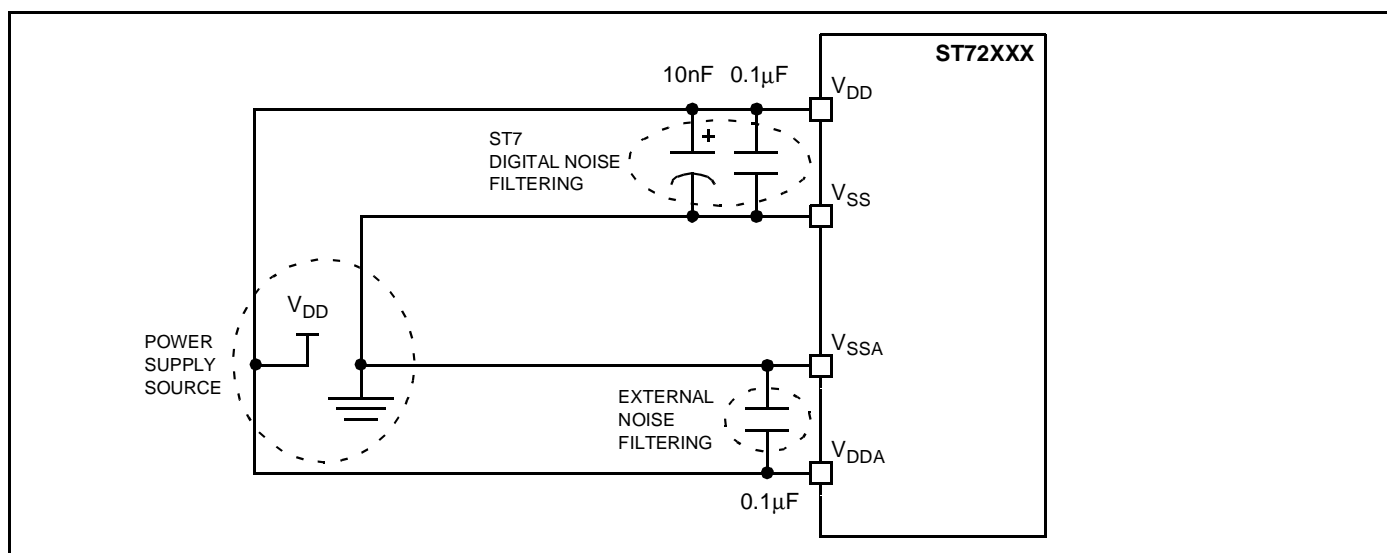 ST72XXX
10nF 0.1μF
VDD
+
ST7
DIGITAL NOISE
FILTERING
VSS
VDD
POWER
SUPPLY
SOURCE
VSSA
EXTERNAL
NOISE
FILTERING
VDDA
0.1μF